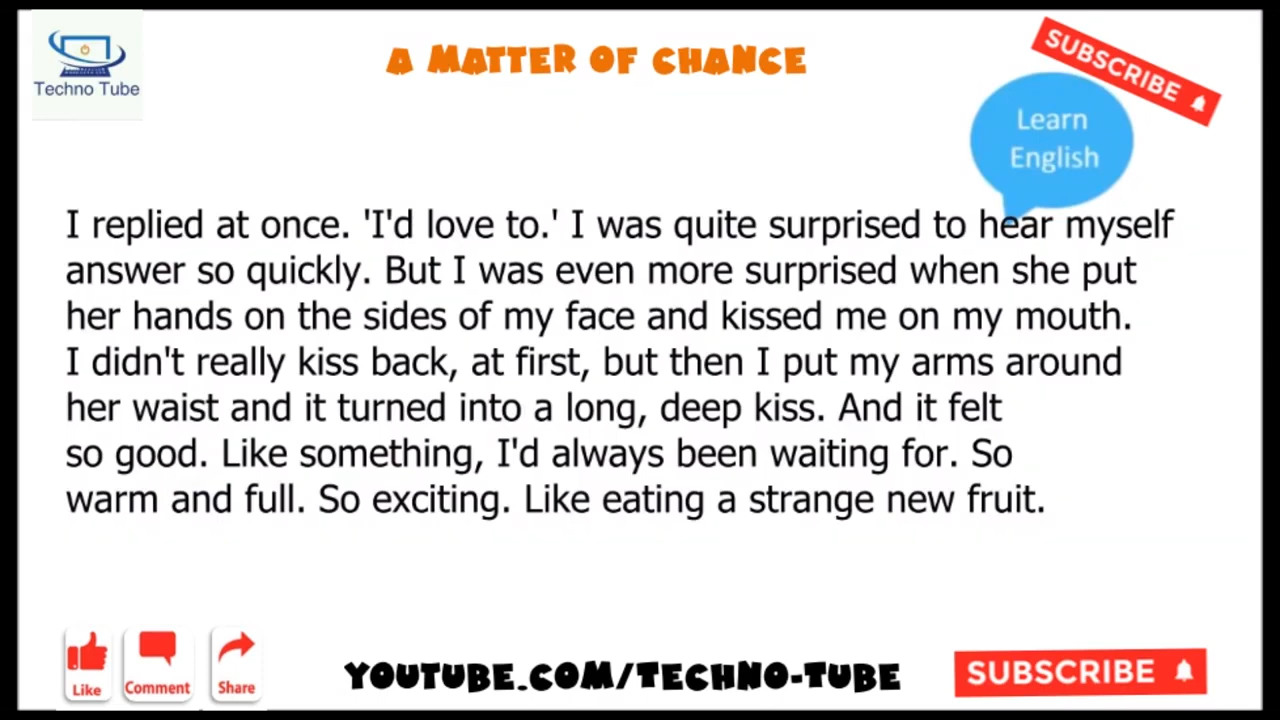 Techno Tube
A MATTER OF CHANCE
SUBSCRIBE
Learn
English
I replied at once. 'I'd love to.' I was quite surprised to hear myself
answer so quickly. But I was even more surprised when she put
her hands on the sides of my face and kissed me on my mouth.
I didn't really kiss back, at first, but then I put my arms around
her waist and it turned into a long, deep kiss. And it felt
so good. Like something, I'd always been waiting for. So
warm and full. So exciting. Like eating a strange new fruit.
Like
Comment
Share
YOUTUBE.COM/TECHNO-TUBE
SUBSCRIBE